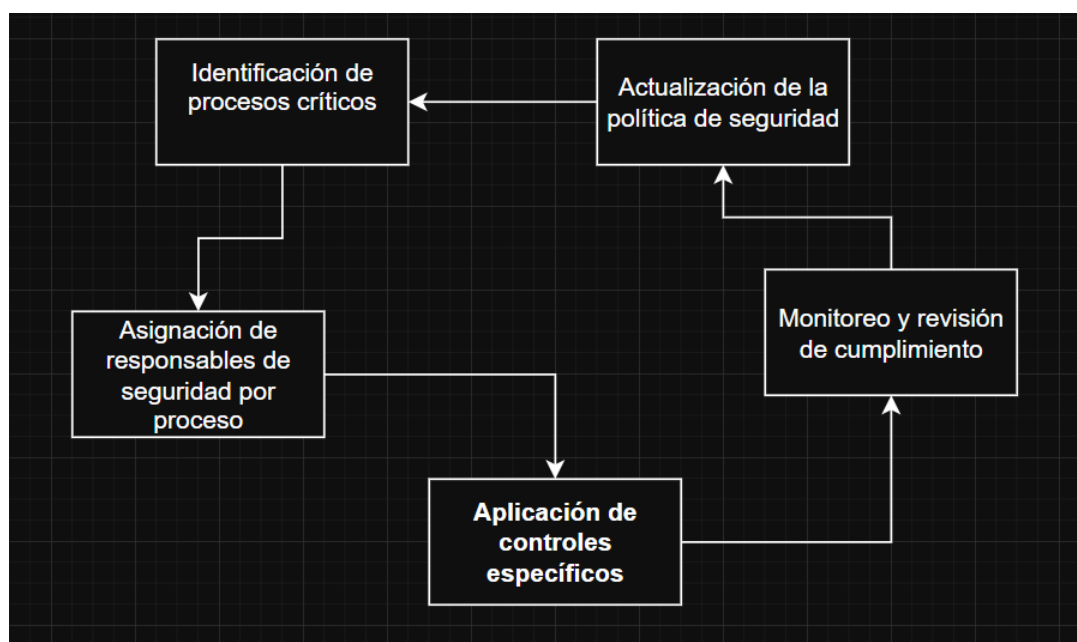 Identificación de
procesos críticos
Actualización de la
política de seguridad
Asignación de
responsables de
seguridad por
proceso
Monitoreo y revisión
de cumplimiento
Aplicación de
controles
específicos